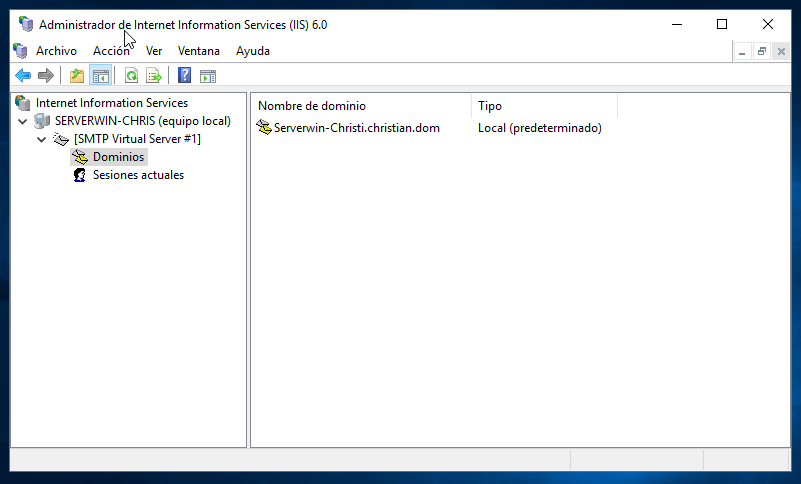 Administrador de Internet Information Services (IIS) 6.0
Archivo Acción Ver Ventana Ayuda
Internet Information Services
SERVERWIN-CHRIS (equipo local)
[SMTP Virtual Server #1]
Dominios
Sesiones actuales
Nombre de dominio Tipo
Serverwin-Christi.christian.dom Local (predeterminado)